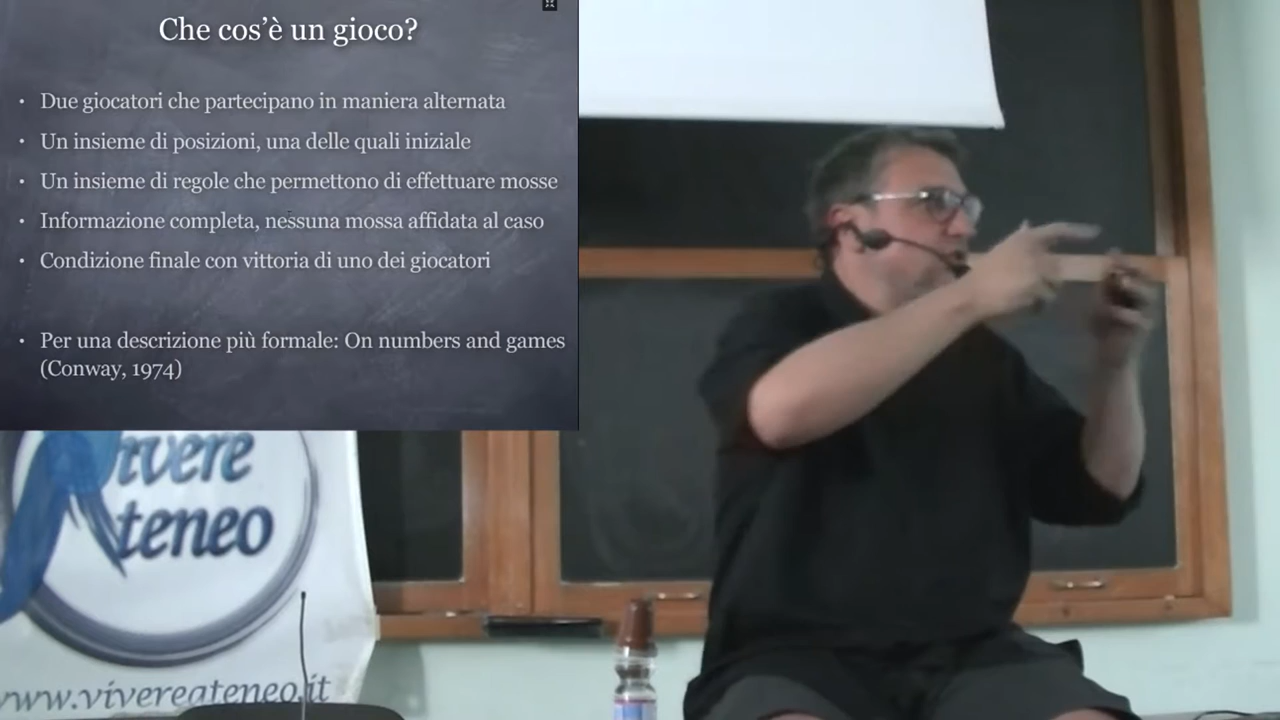 Che cos'è un gioco?
• Due giocatori che partecipano in maniera alternata
• Un insieme di posizioni, una delle quali iniziale
• Un insieme di regole che permettono di effettuare mosse
• Informazione completa, nessuna mossa affidata al caso
• Condizione finale con vittoria di uno dei giocatori
• Per una descrizione più formale: On numbers and games
(Conway, 1974)
Vivere
Ateneo
www.vivereateneo.it